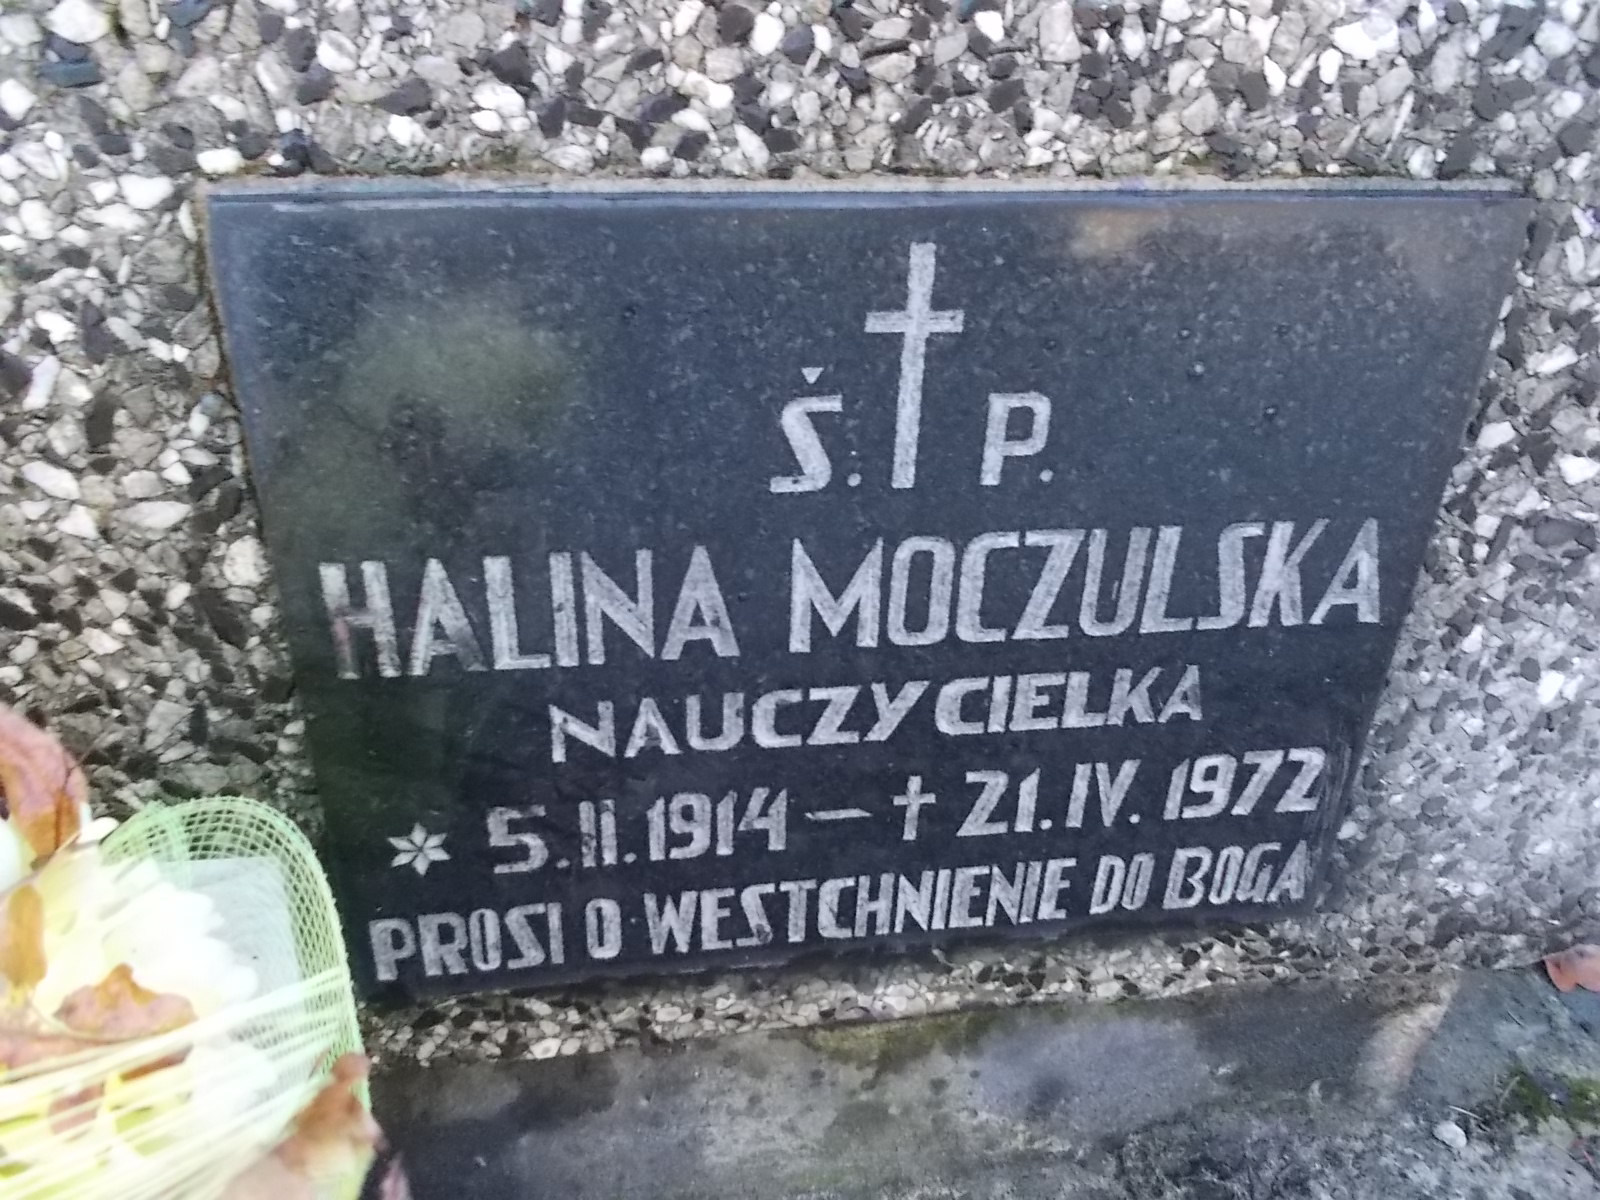 Ś. † P.
HALINA MOCZULSKA
NAUCZYCIELKA
* 5.II.1914 — † 21.IV.1972
PROSI O WESTCHNIENIE DO BOGA